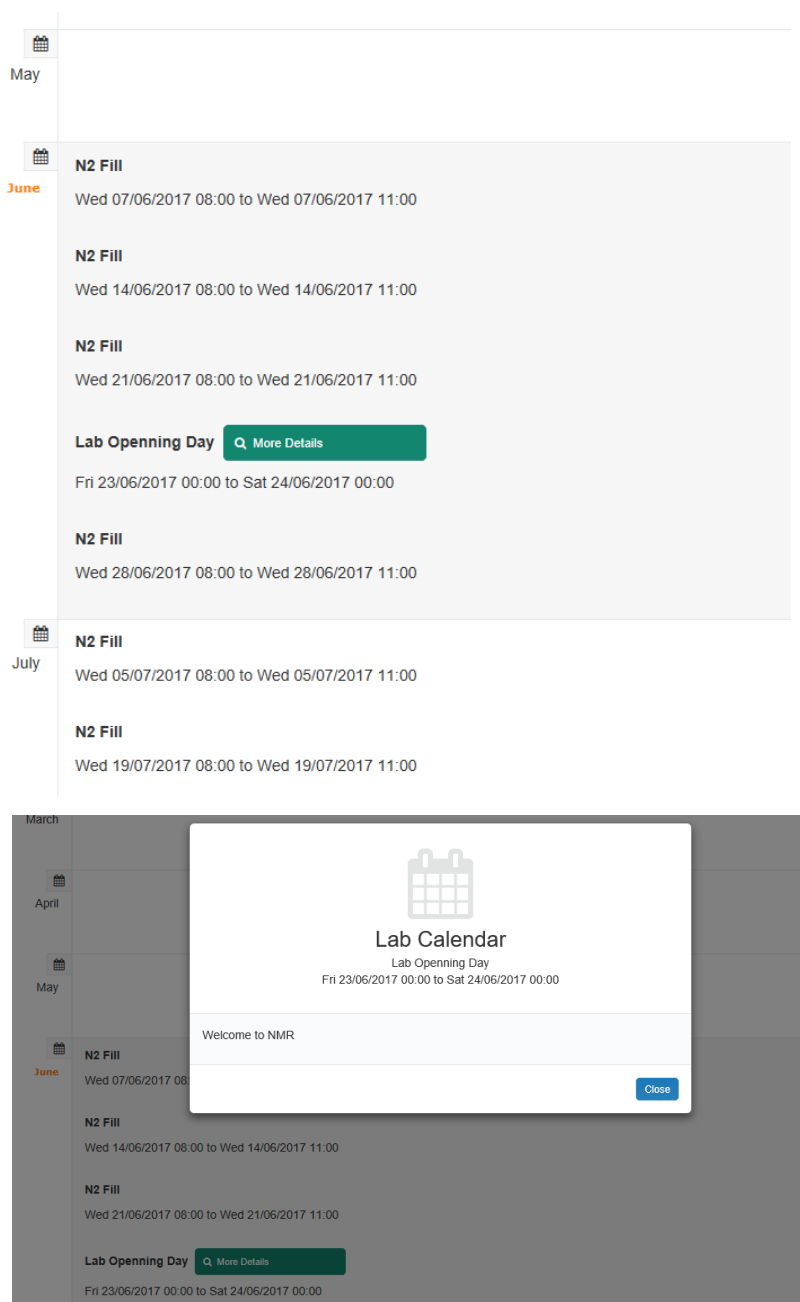 May
June
N2 Fill
Wed 07/06/2017 08:00 to Wed 07/06/2017 11:00
N2 Fill
Wed 14/06/2017 08:00 to Wed 14/06/2017 11:00
N2 Fill
Wed 21/06/2017 08:00 to Wed 21/06/2017 11:00
Lab Openning Day More Details
Fri 23/06/2017 00:00 to Sat 24/06/2017 00:00
N2 Fill
Wed 28/06/2017 08:00 to Wed 28/06/2017 11:00
July
N2 Fill
Wed 05/07/2017 08:00 to Wed 05/07/2017 11:00
N2 Fill
Wed 19/07/2017 08:00 to Wed 19/07/2017 11:00
March
April
May
Lab Calendar
Lab Openning Day
Fri 23/06/2017 00:00 to Sat 24/06/2017 00:00
Welcome to NMR
Close
June
N2 Fill
Wed 07/06/2017 08:
N2 Fill
Wed 14/06/2017 08:00 to Wed 14/06/2017 11:00
N2 Fill
Wed 21/06/2017 08:00 to Wed 21/06/2017 11:00
Lab Openning Day More Details
Fri 23/06/2017 00:00 to Sat 24/06/2017 00:00